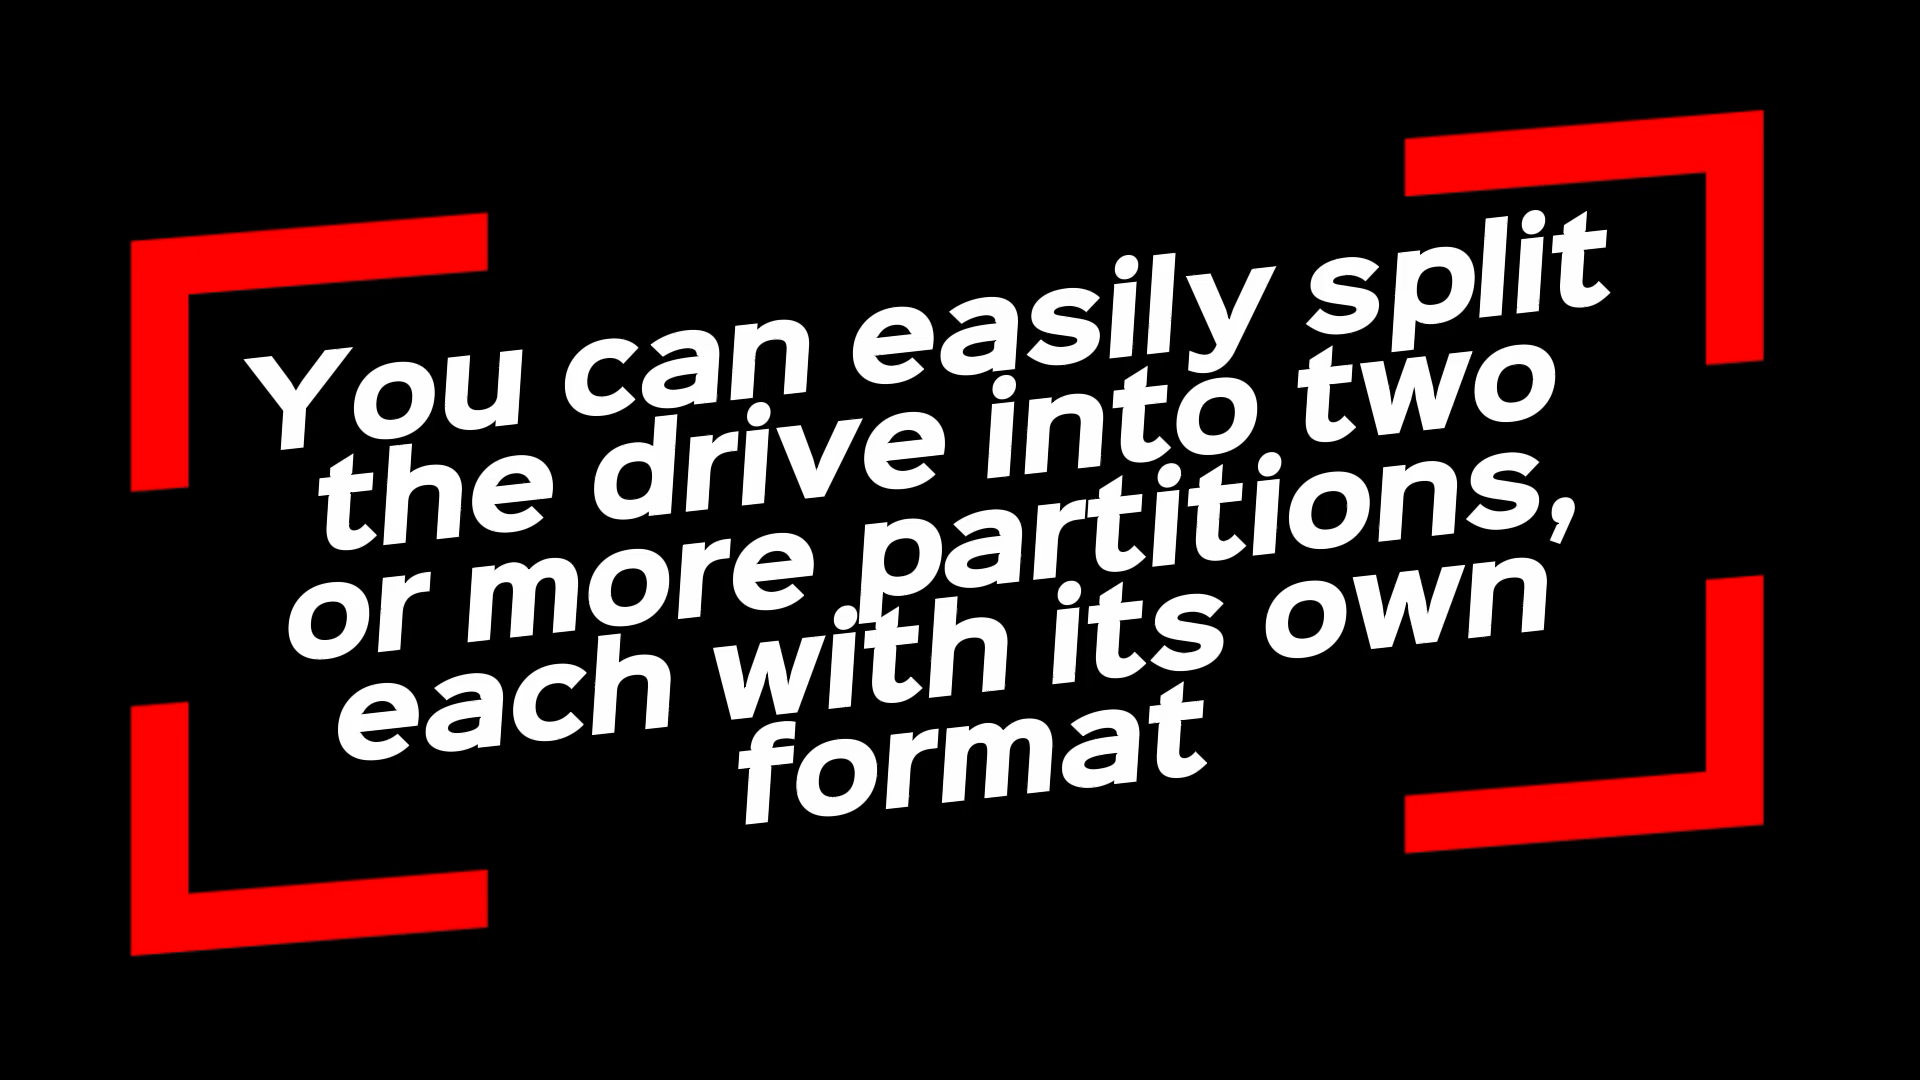 You can easily split
the drive into two
or more partitions,
each with its own
format